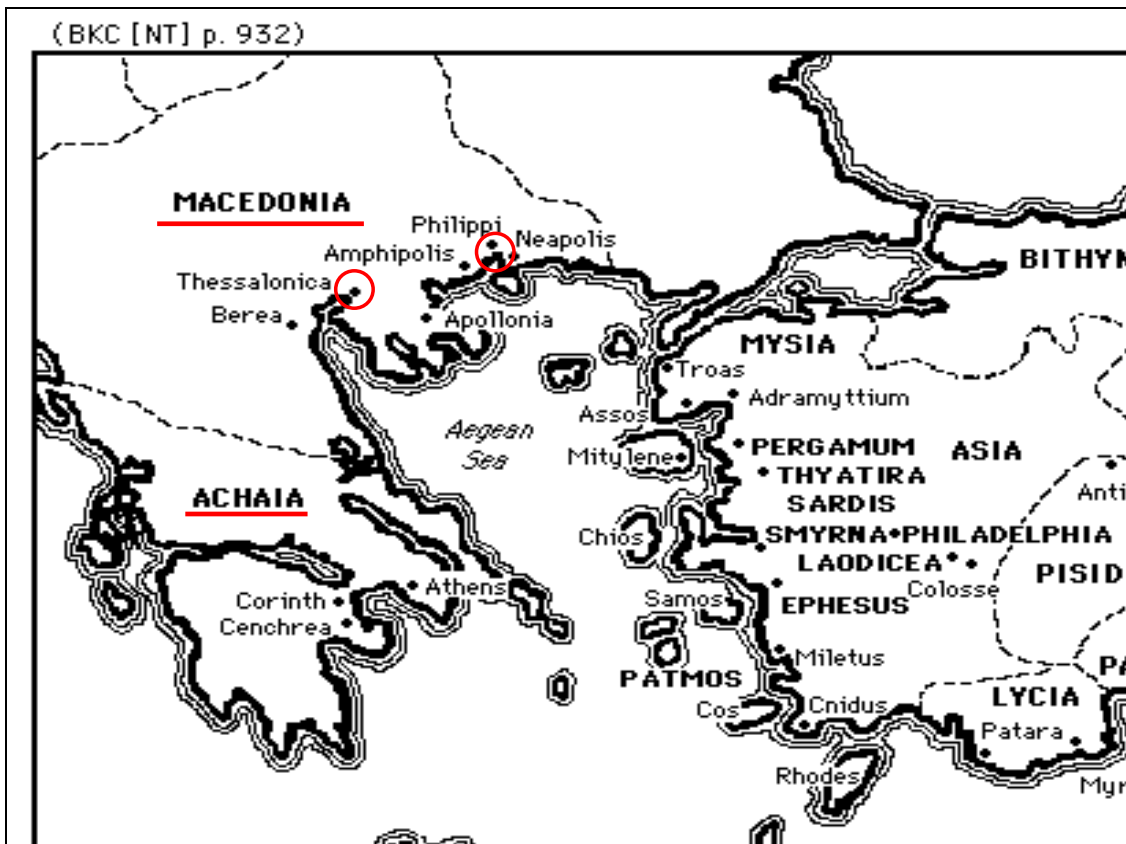 (BKC [NT] p. 932)
MACEDONIA
Philippi
Neapolis
Amphipolis
Thessalonica
Berea
Apollonia
BITHYN
MYSIA
Troas
Adramyttium
Assos
Aegean
Sea
Mitylene
PERGAMUM
ASIA
THYATIRA
SARDIS
Anti
ACHAIA
Chios
SMYRNA
PHILADELPHIA
LAODICEA
Colosse
PISID
Athens
Corinth
Cenchrea
Samos
EPHESUS
Miletus
PATMOS
PA
LYCIA
Cos
Cnidus
Patara
Rhodes
Myr